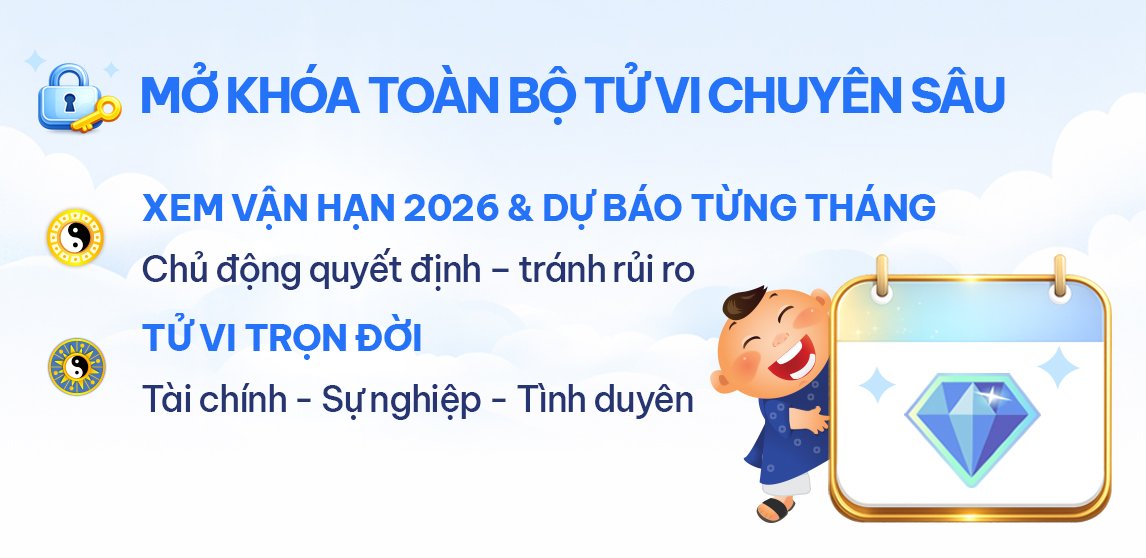 MỞ KHÓA TOÀN BỘ TỬ VI CHUYÊN SÂU
XEM VẬN HẠN 2026 & DỰ BÁO TỪNG THÁNG
Chủ động quyết định – tránh rủi ro
TỬ VI TRỌN ĐỜI
Tài chính - Sự nghiệp - Tình duyên